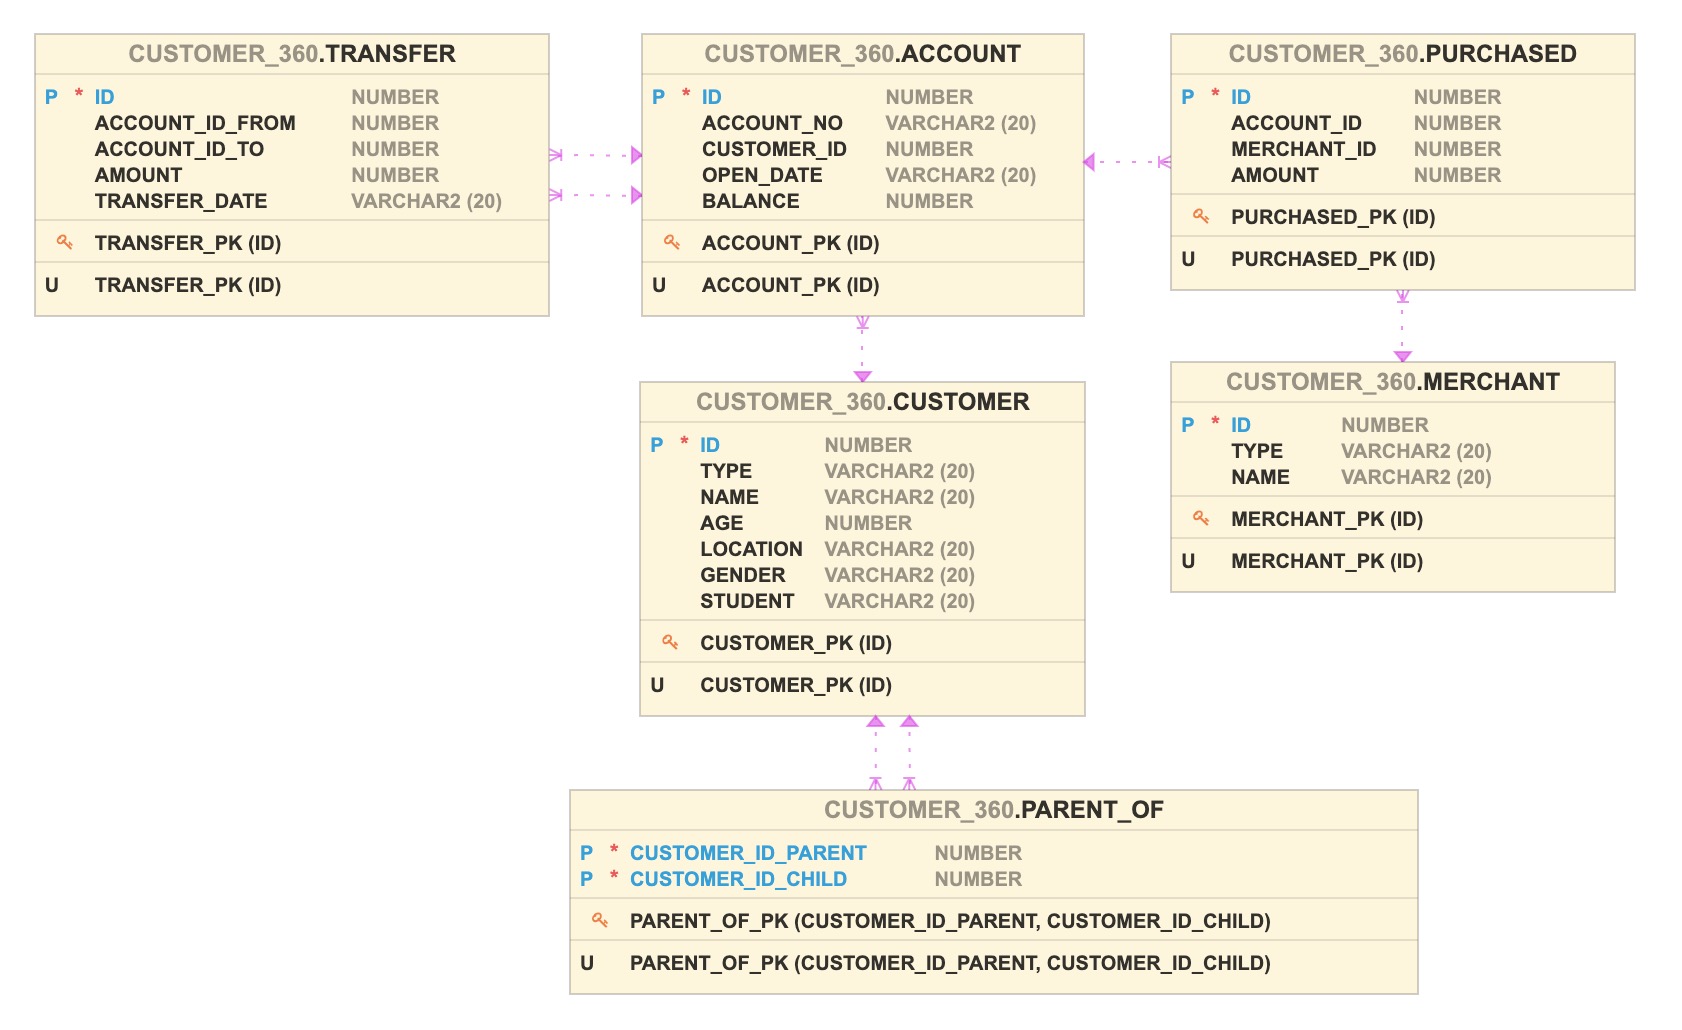 CUSTOMER_360.TRANSFER
P * ID NUMBER
ACCOUNT_ID_FROM NUMBER
ACCOUNT_ID_TO NUMBER
AMOUNT NUMBER
TRANSFER_DATE VARCHAR2 (20)
TRANSFER_PK (ID)
U TRANSFER_PK (ID)
CUSTOMER_360.ACCOUNT
P * ID NUMBER
ACCOUNT_NO VARCHAR2 (20)
CUSTOMER_ID NUMBER
OPEN_DATE VARCHAR2 (20)
BALANCE NUMBER
ACCOUNT_PK (ID)
U ACCOUNT_PK (ID)
CUSTOMER_360.PURCHASED
P * ID NUMBER
ACCOUNT_ID NUMBER
MERCHANT_ID NUMBER
AMOUNT NUMBER
PURCHASED_PK (ID)
U PURCHASED_PK (ID)
CUSTOMER_360.CUSTOMER
P * ID NUMBER
TYPE VARCHAR2 (20)
NAME VARCHAR2 (20)
AGE NUMBER
LOCATION VARCHAR2 (20)
GENDER VARCHAR2 (20)
STUDENT VARCHAR2 (20)
CUSTOMER_PK (ID)
U CUSTOMER_PK (ID)
CUSTOMER_360.MERCHANT
P * ID NUMBER
TYPE VARCHAR2 (20)
NAME VARCHAR2 (20)
MERCHANT_PK (ID)
U MERCHANT_PK (ID)
CUSTOMER_360.PARENT_OF
P * CUSTOMER_ID_PARENT NUMBER
P * CUSTOMER_ID_CHILD NUMBER
PARENT_OF_PK (CUSTOMER_ID_PARENT, CUSTOMER_ID_CHILD)
U PARENT_OF_PK (CUSTOMER_ID_PARENT, CUSTOMER_ID_CHILD)